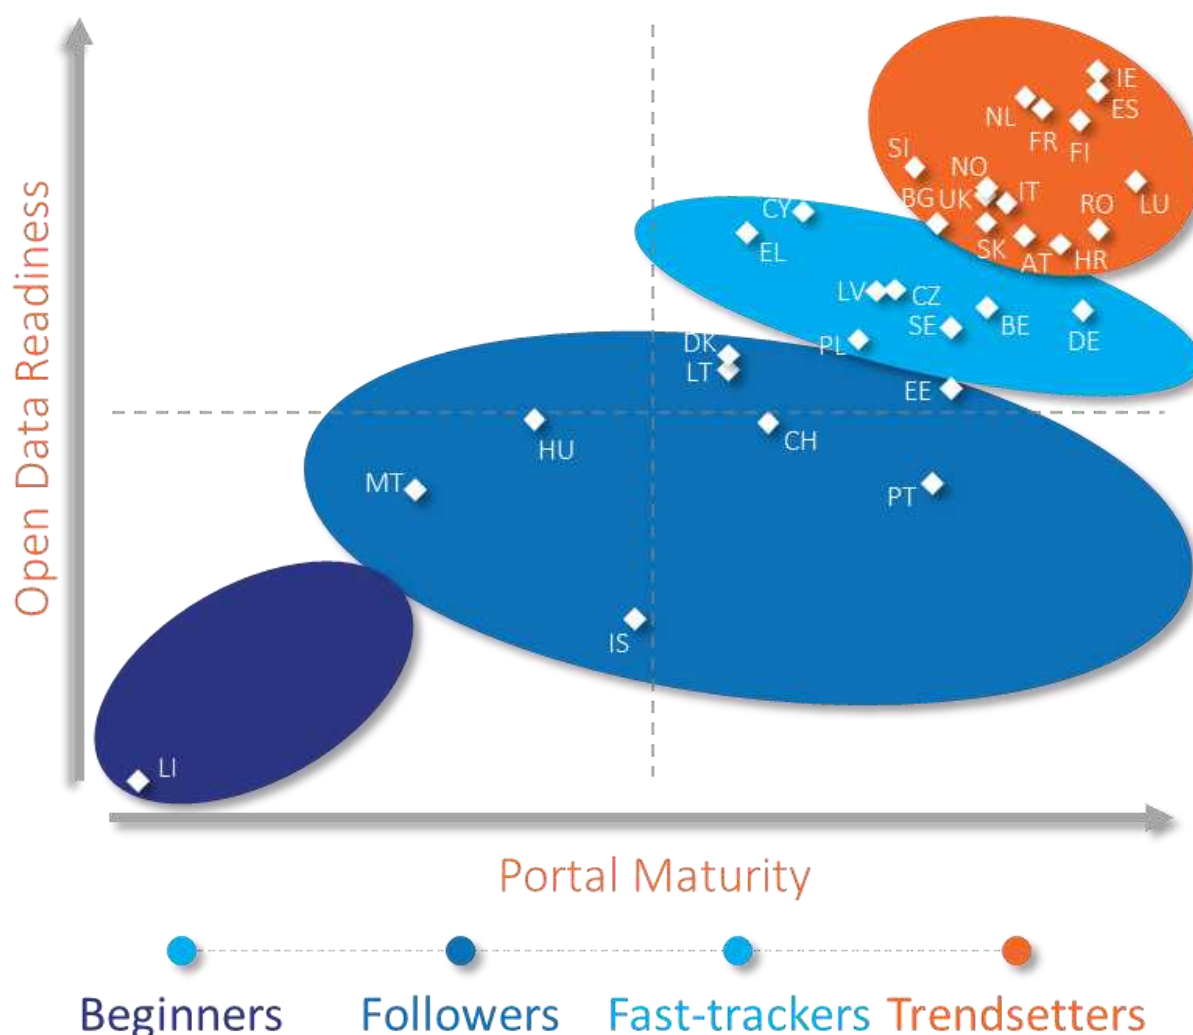 Open Data Readiness
IE
ES
NL
FR
FI
SI
NO
IT
BG
UK
RO
LU
CY
SK
AT
HR
EL
LV
CZ
SE
BE
DE
DK
PL
LT
EE
HU
CH
MT
PT
IS
LI
Portal Maturity
Beginners
Followers
Fast-trackers
Trendsetters